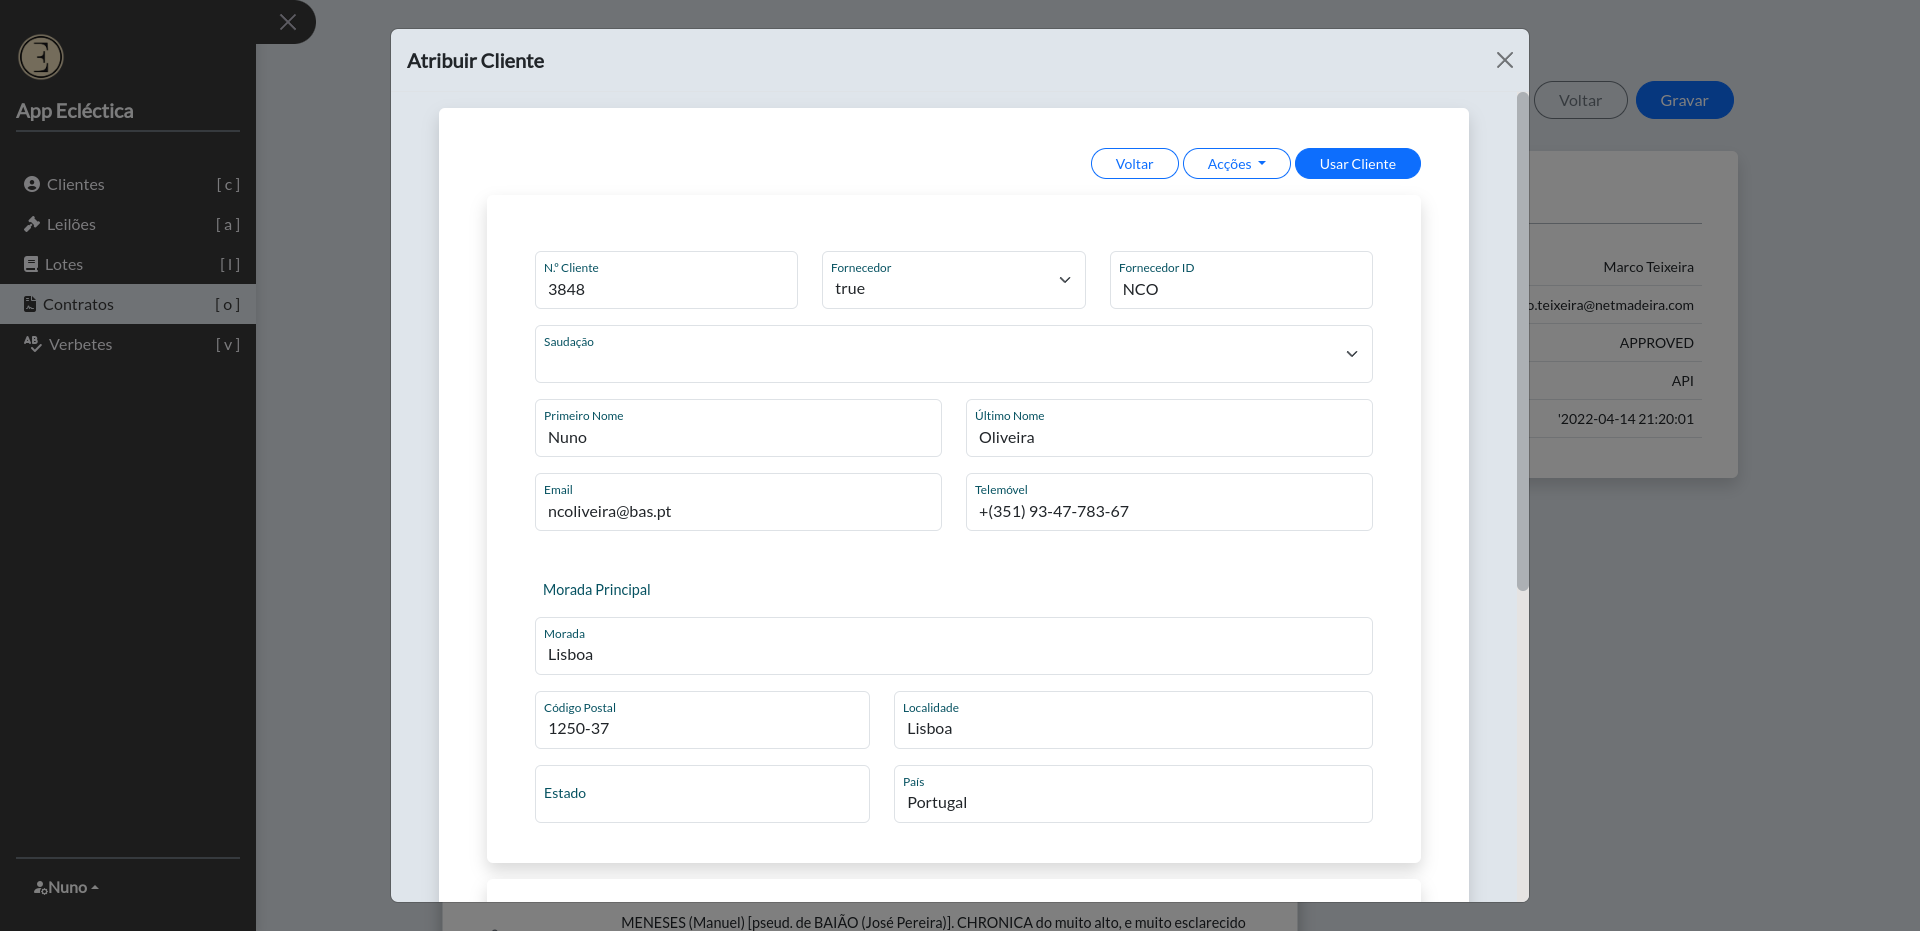 App Ecléctica
Clientes [ c ]
Leilões [ a ]
Lotes [ l ]
Contratos [ o ]
Verbetes [ v ]
Nuno
Atribuir Cliente
Voltar Acções Usar Cliente
N.º Cliente
3848
Fornecedor
true
Fornecedor ID
NCO
Saudação
Primeiro Nome
Nuno
Último Nome
Oliveira
Email
ncoliveira@bas.pt
Telemóvel
+(351) 93-47-783-67
Morada Principal
Morada
Lisboa
Código Postal
1250-37
Localidade
Lisboa
Estado
País
Portugal
Voltar Gravar
Marco Teixeira
o.teixeira@netmadeira.com
APPROVED
API
'2022-04-14 21:20:01
MENESES (Manuel) [pseud. de BAIÃO (José Pereira)]. CHRONICA do muito alto, e muito esclarecido